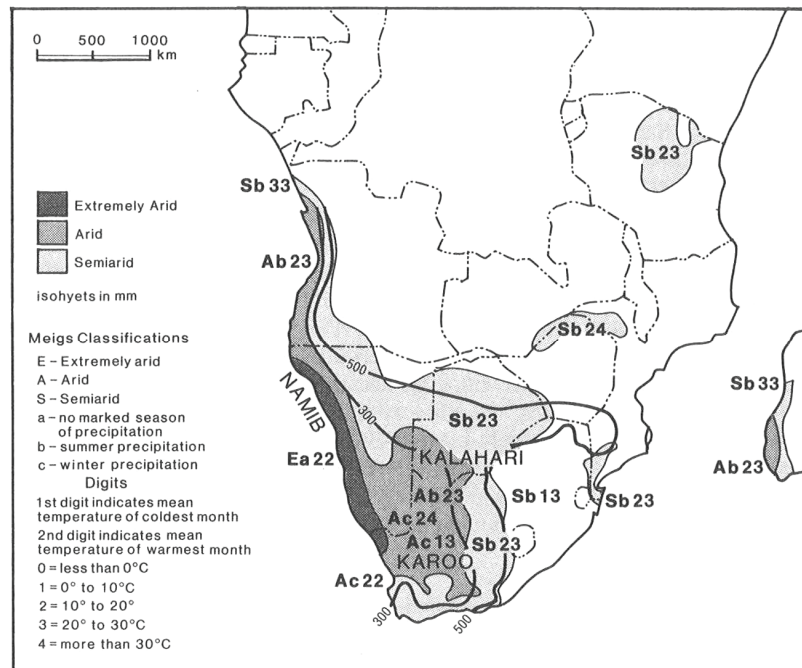 0 500 1000
km
Extremely Arid
Arid
Semiarid
isohyets in mm
Meigs Classifications
E – Extremely arid
A – Arid
S – Semiarid
a – no marked season
of precipitation
b – summer precipitation
c – winter precipitation
Digits
1st digit indicates mean
temperature of coldest month
2nd digit indicates mean
temperature of warmest month
0 = less than 0°C
1 = 0° to 10°C
2 = 10° to 20°
3 = 20° to 30°C
4 = more than 30°C
Sb 23
Sb 33
Ab 23
Sb 24
500
300
NAMIB
Sb 23
Sb 33
KALAHARI
Ea 22
Ab 23
Sb 13
Sb 23
Ab 23
Ac 24
Ac 13
Sb 23
KAROO
Ac 22
300
500